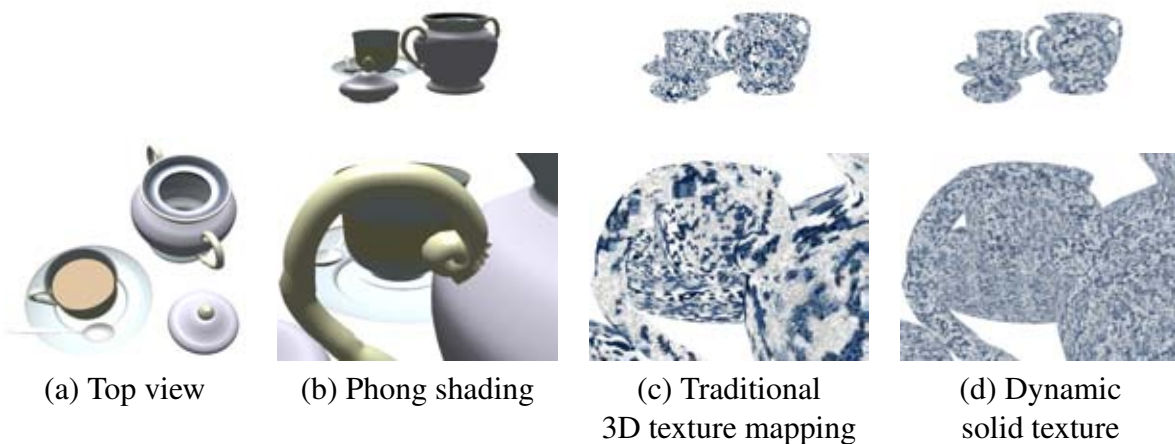 (a) Top view
(b) Phong shading
(c) Traditional
3D texture mapping
(d) Dynamic
solid texture